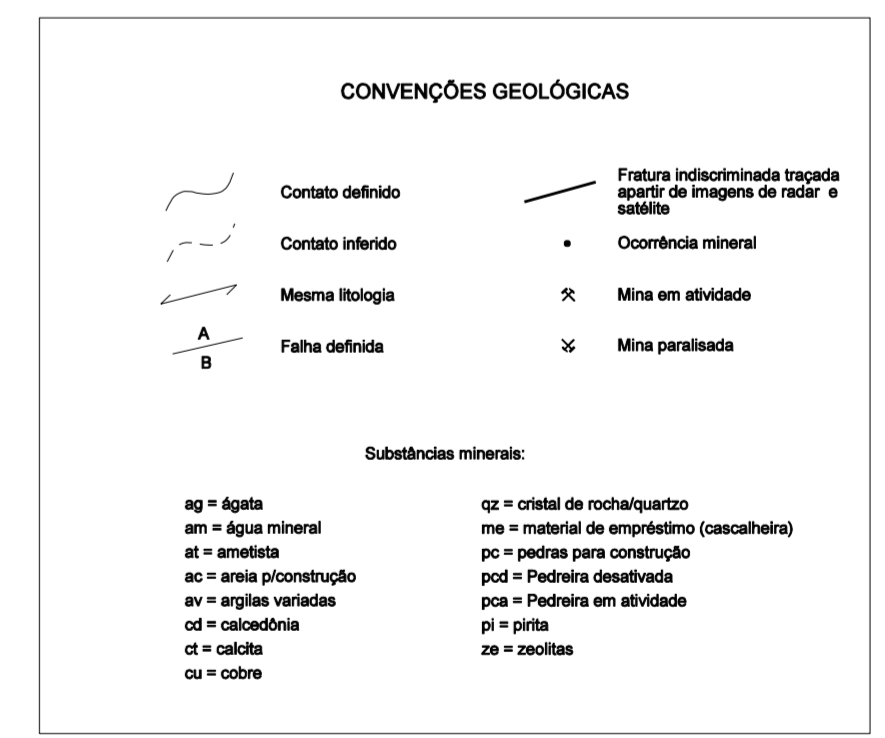 CONVENÇÕES GEOLÓGICAS
Contato definido
Contato inferido
Mesma litologia
A
B
Falha definida
Fratura indiscriminada traçada
apartir de imagens de radar e
satélite
Ocorrência mineral
Mina em atividade
Mina paralisada
Substâncias minerais:
ag = ágata
am = água mineral
at = ametista
ac = areia p/construção
av = argilas variadas
cd = calcedônia
ct = calcita
cu = cobre
qz = cristal de rocha/quartzo
me = material de empréstimo (cascalheira)
pc = pedras para construção
pcd = Pedreira desativada
pca = Pedreira em atividade
pi = pirita
ze = zeolitas